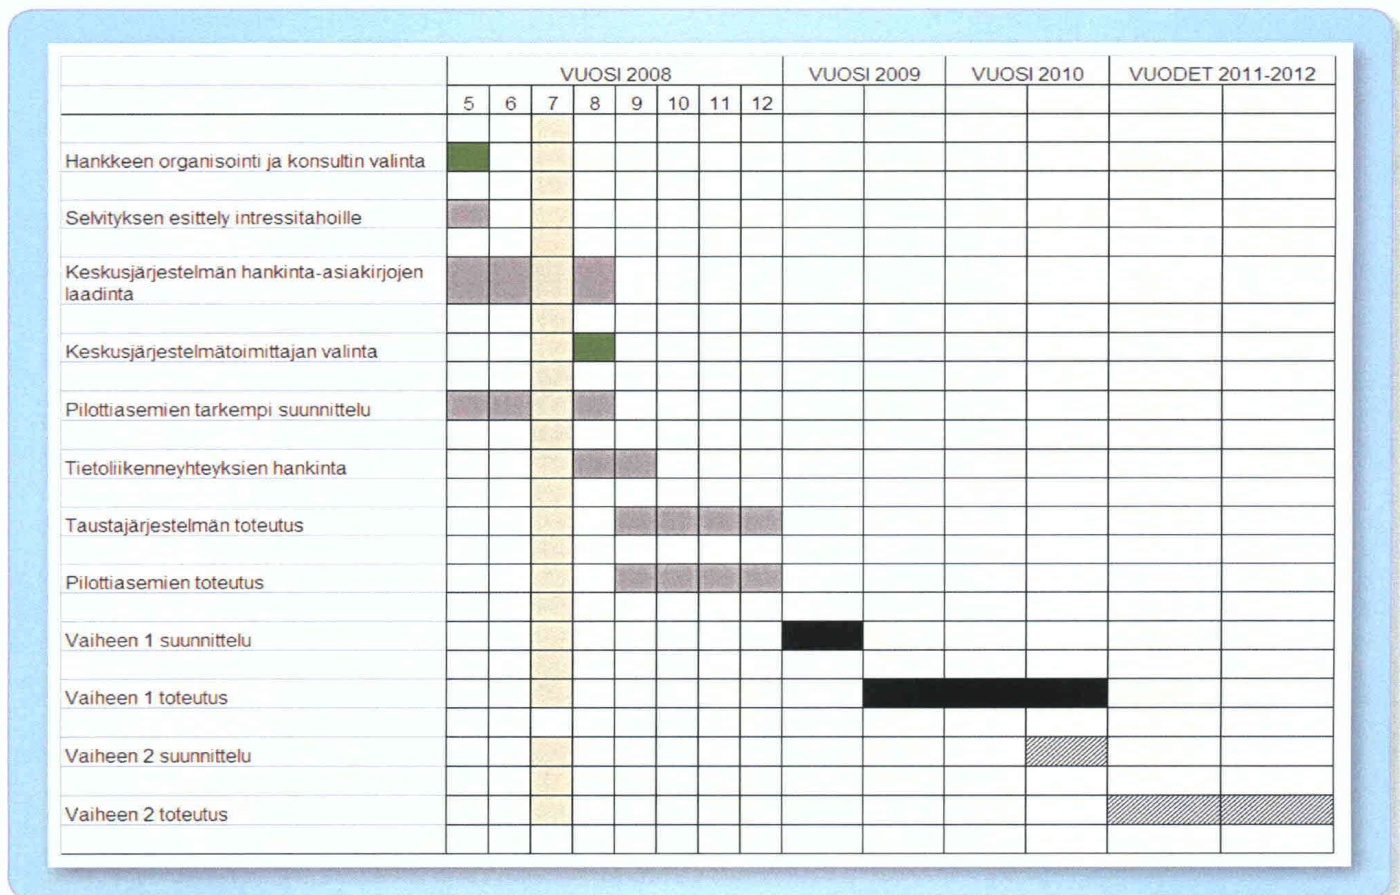 VUOSI 2008 VUOSI 2009 VUOSI 2010 VUODET 2011-2012
5 6 7 8 9 10 11 12
Hankkeen organisointi ja konsultin valinta
Selvityksen esittely intressitahoille
Keskusjärjestelmän hankinta-asiakirjojen
laadinta
Keskusjärjestelmätoimittajan valinta
Pilottiasemien tarkempi suunnittelu
Tietoliikenneyhteyksien hankinta
Taustajärjestelmän toteutus
Pilottiasemien toteutus
Vaiheen 1 suunnittelu
Vaiheen 1 toteutus
Vaiheen 2 suunnittelu
Vaiheen 2 toteutus